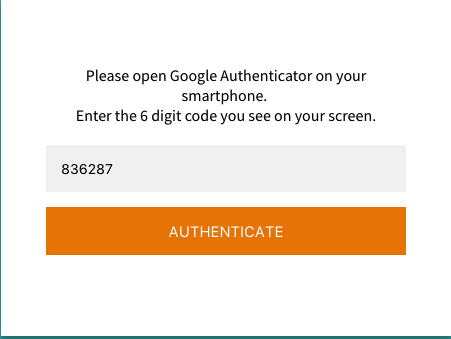 Please open Google Authenticator on your
smartphone.
Enter the 6 digit code you see on your screen.
836287
AUTHENTICATE